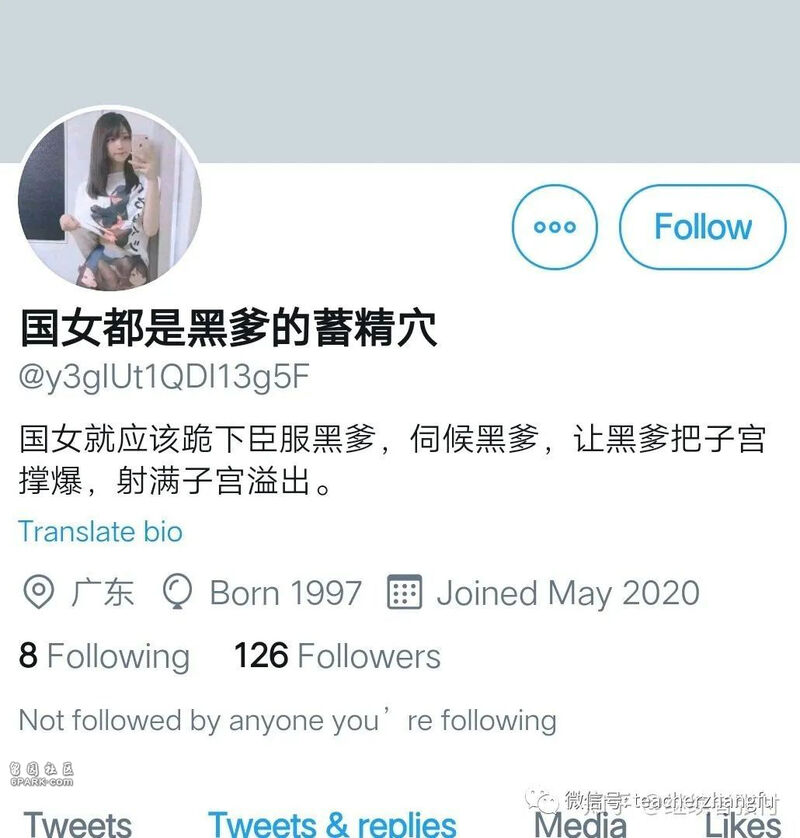 Follow
国女都是黑爹的蓄精穴
@y3glUt1QDl13g5F
国女就应该跪下臣服黑爹，伺候黑爹，让黑爹把子宫
撑爆，射满子宫溢出。
Translate bio
广东 Born 1997 Joined May 2020
8 Following 126 Followers
Not followed by anyone you're following
留园社区
6PARK.COM
微信号: teacherzhangfu
Tweets Tweets & replies Media Likes